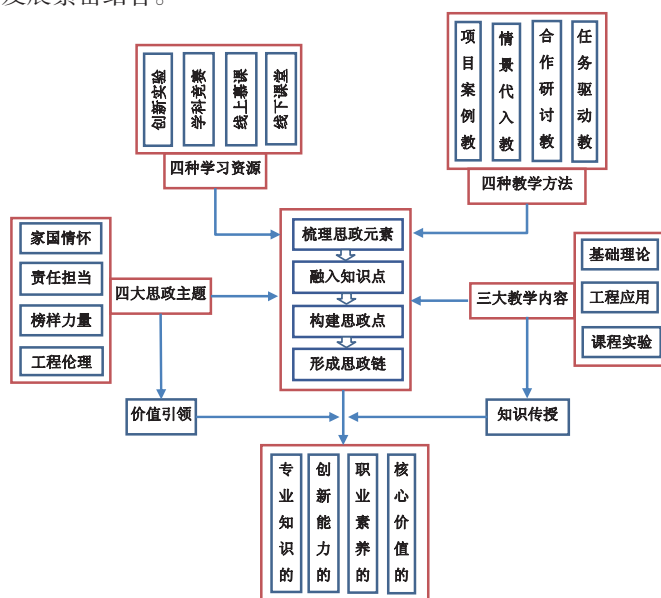 发展紧密结合。
创新实验
学科竞赛
线上慕课
线下课堂
四种学习资源
项目案例教
情景代入教
合作研讨教
任务驱动教
四种教学方法
家国情怀
责任担当
榜样力量
工程伦理
四大思政主题
梳理思政元素
融入知识点
构建思政点
形成思政链
三大教学内容
基础理论
工程应用
课程实验
价值引领
知识传授
专业知识的
创新能力的
职业素养的
核心价值的